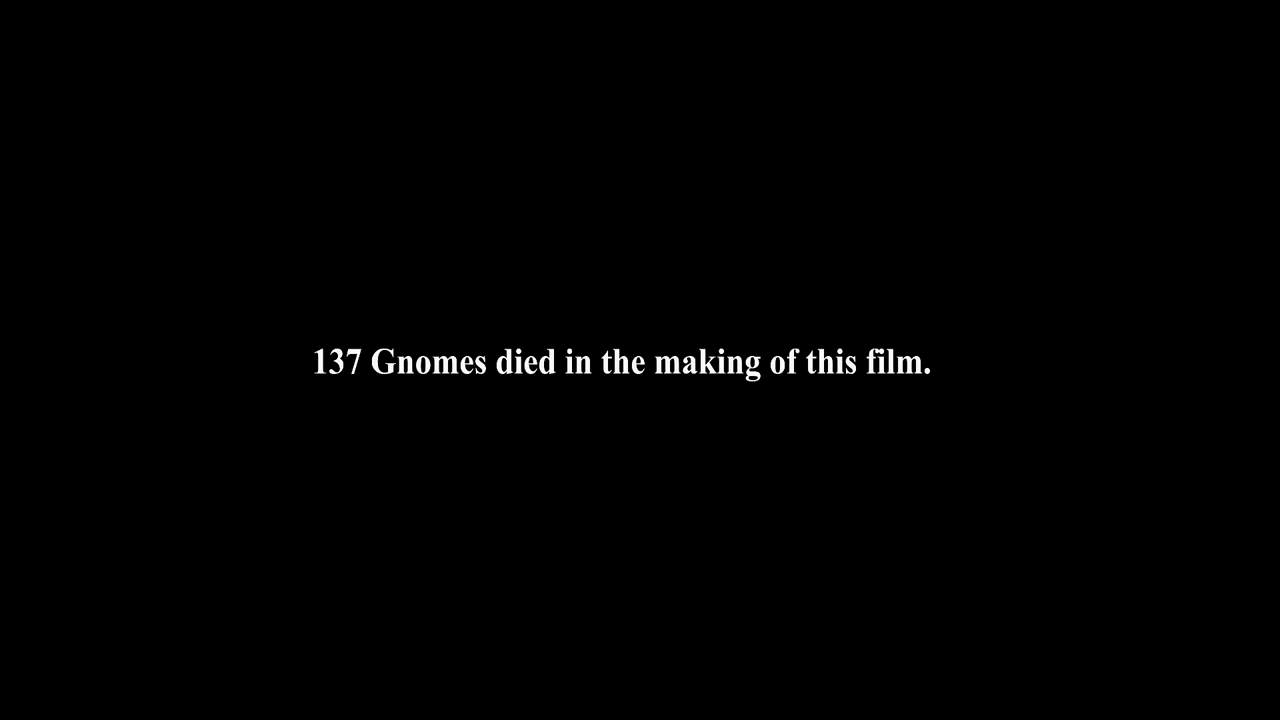 137 Gnomes died in the making of this film.